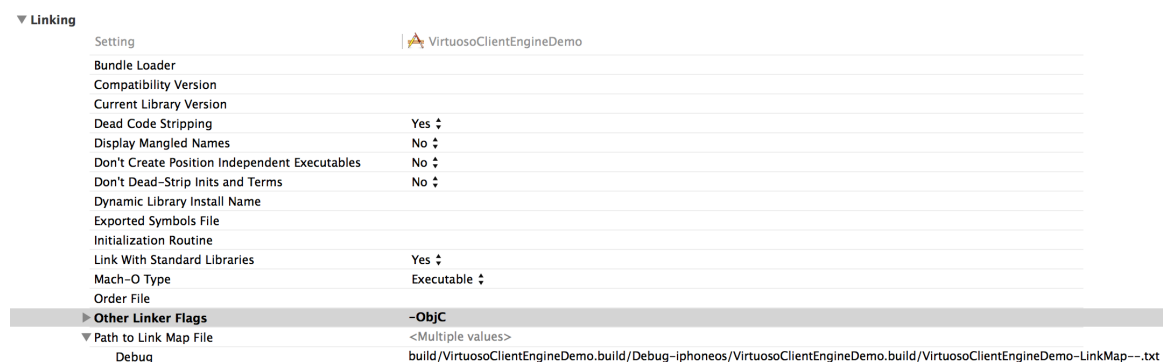 Linking
Setting VirtuosoClientEngineDemo
Bundle Loader
Compatibility Version
Current Library Version
Dead Code Stripping Yes
Display Mangled Names No
Don't Create Position Independent Executables No
Don't Dead-Strip Inits and Terms No
Dynamic Library Install Name
Exported Symbols File
Initialization Routine
Link With Standard Libraries Yes
Mach-O Type Executable
Order File
Other Linker Flags -ObjC
Path to Link Map File <Multiple values>
Debug build/VirtuosoClientEngineDemo.build/Debug-iphoneos/VirtuosoClientEngineDemo.build/VirtuosoClientEngineDemo-LinkMap--.txt